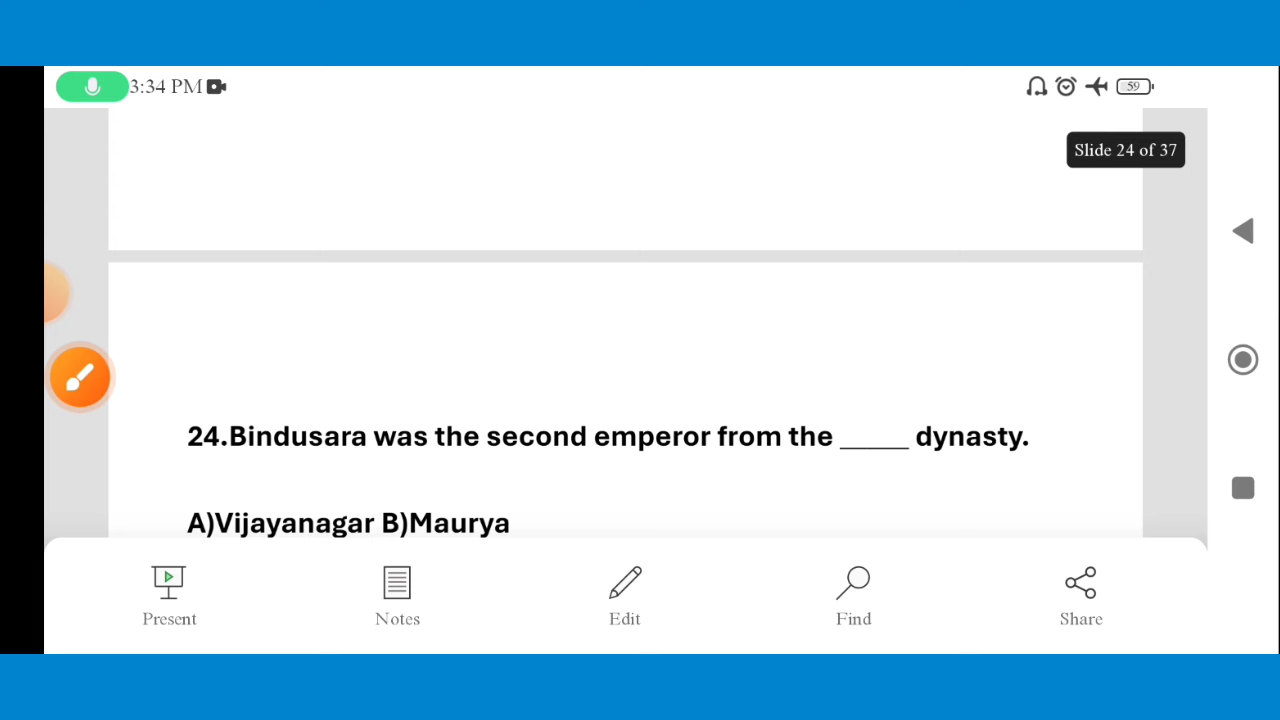 3:34 PM
59
Slide 24 of 37
24.Bindusara was the second emperor from the _____ dynasty.
A)Vijayanagar B)Maurya
Present Notes Edit Find Share